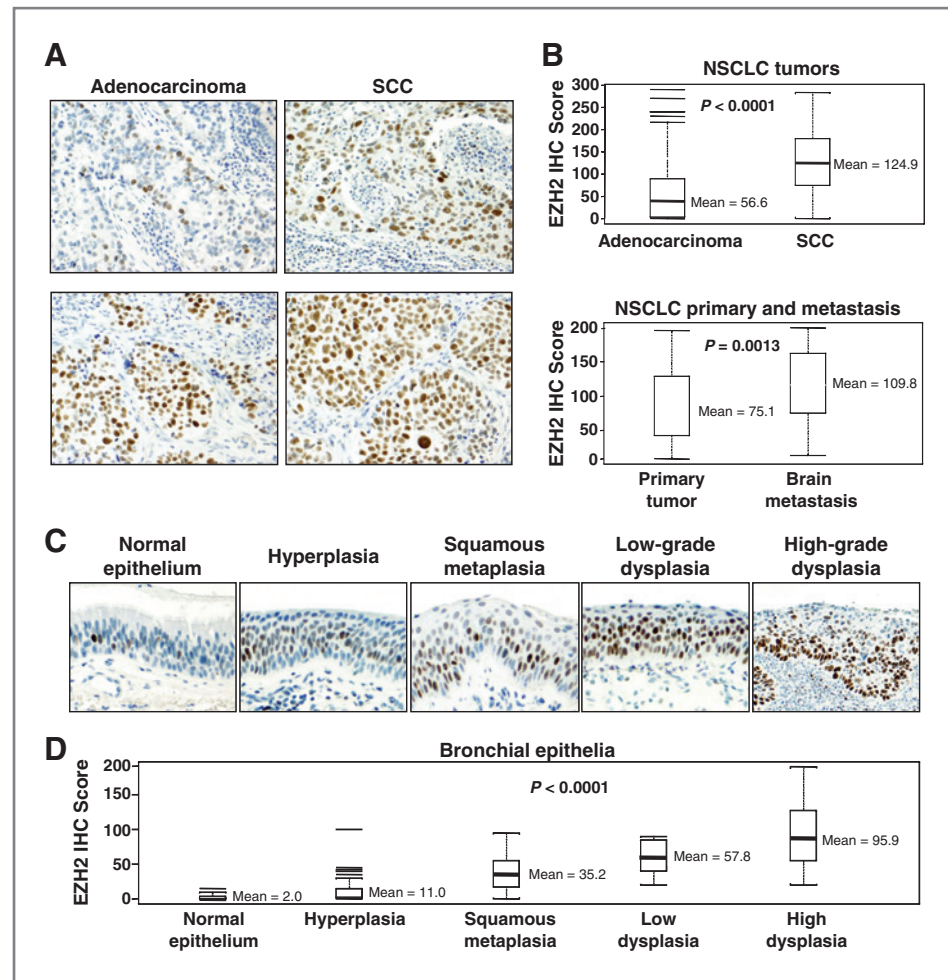 A
Adenocarcinoma
SCC
B
NSCLC tumors
EZH2 IHC Score
300
250
200
150
100
50
0
P < 0.0001
Mean = 56.6
Mean = 124.9
Adenocarcinoma
SCC
NSCLC primary and metastasis
EZH2 IHC Score
200
150
100
50
0
P = 0.0013
Mean = 75.1
Mean = 109.8
Primary
tumor
Brain
metastasis
C
Normal
epithelium
Hyperplasia
Squamous
metaplasia
Low-grade
dysplasia
High-grade
dysplasia
D
Bronchial epithelia
EZH2 IHC Score
200
150
100
50
0
P < 0.0001
Mean = 2.0
Mean = 11.0
Mean = 35.2
Mean = 57.8
Mean = 95.9
Normal
epithelium
Hyperplasia
Squamous
metaplasia
Low
dysplasia
High
dysplasia